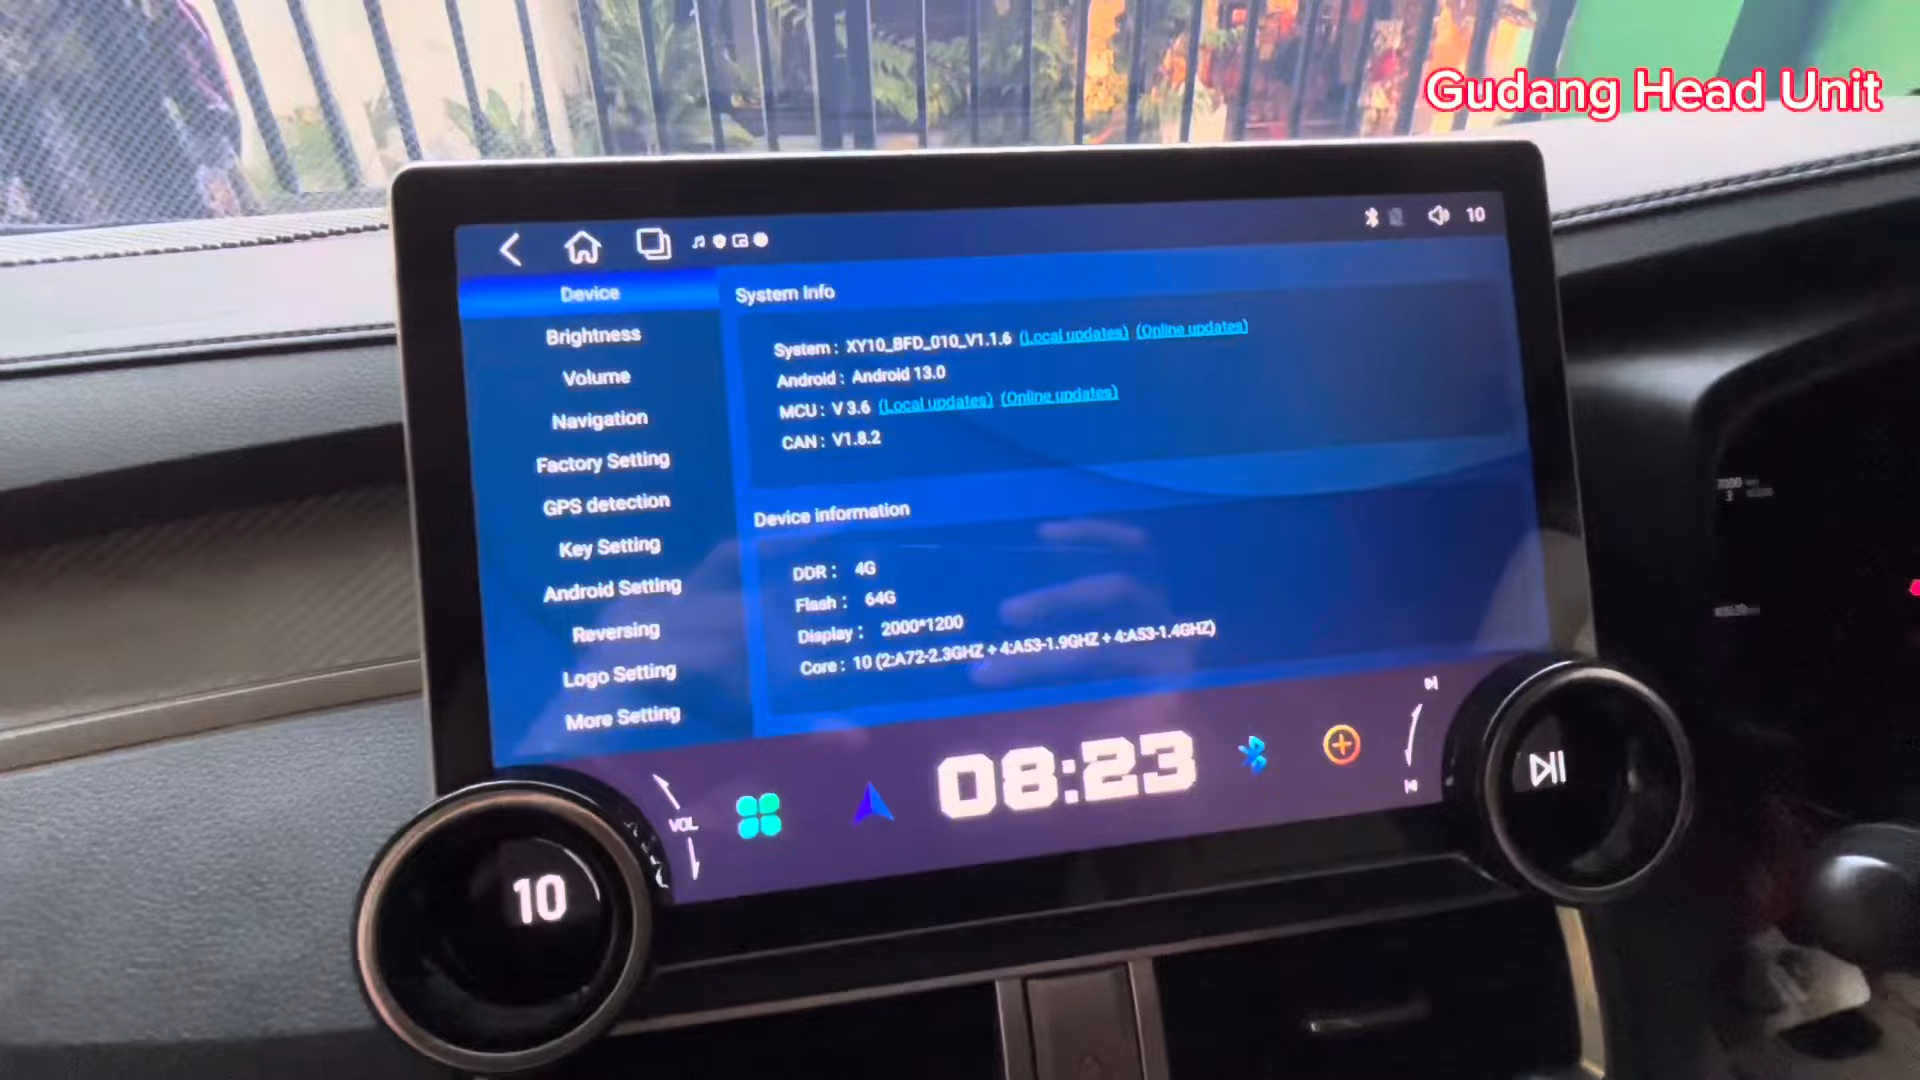 Gudang Head Unit
10
Device
Brightness
Volume
Navigation
Factory Setting
GPS detection
Key Setting
Android Setting
Reversing
Logo Setting
More Setting
System Info
System : XY10_BFD_010_V1.1.6 (Local updates) (Online updates)
Android : Android 13.0
MCU : V 3.6 (Local updates) (Online updates)
CAN : V1.8.2
Device information
DDR : 4G
Flash : 64G
Display : 2000*1200
Core : 10 (2:A72-2.3GHZ + 4:A53-1.9GHZ + 4:A53-1.4GHZ)
VOL
08:23
10